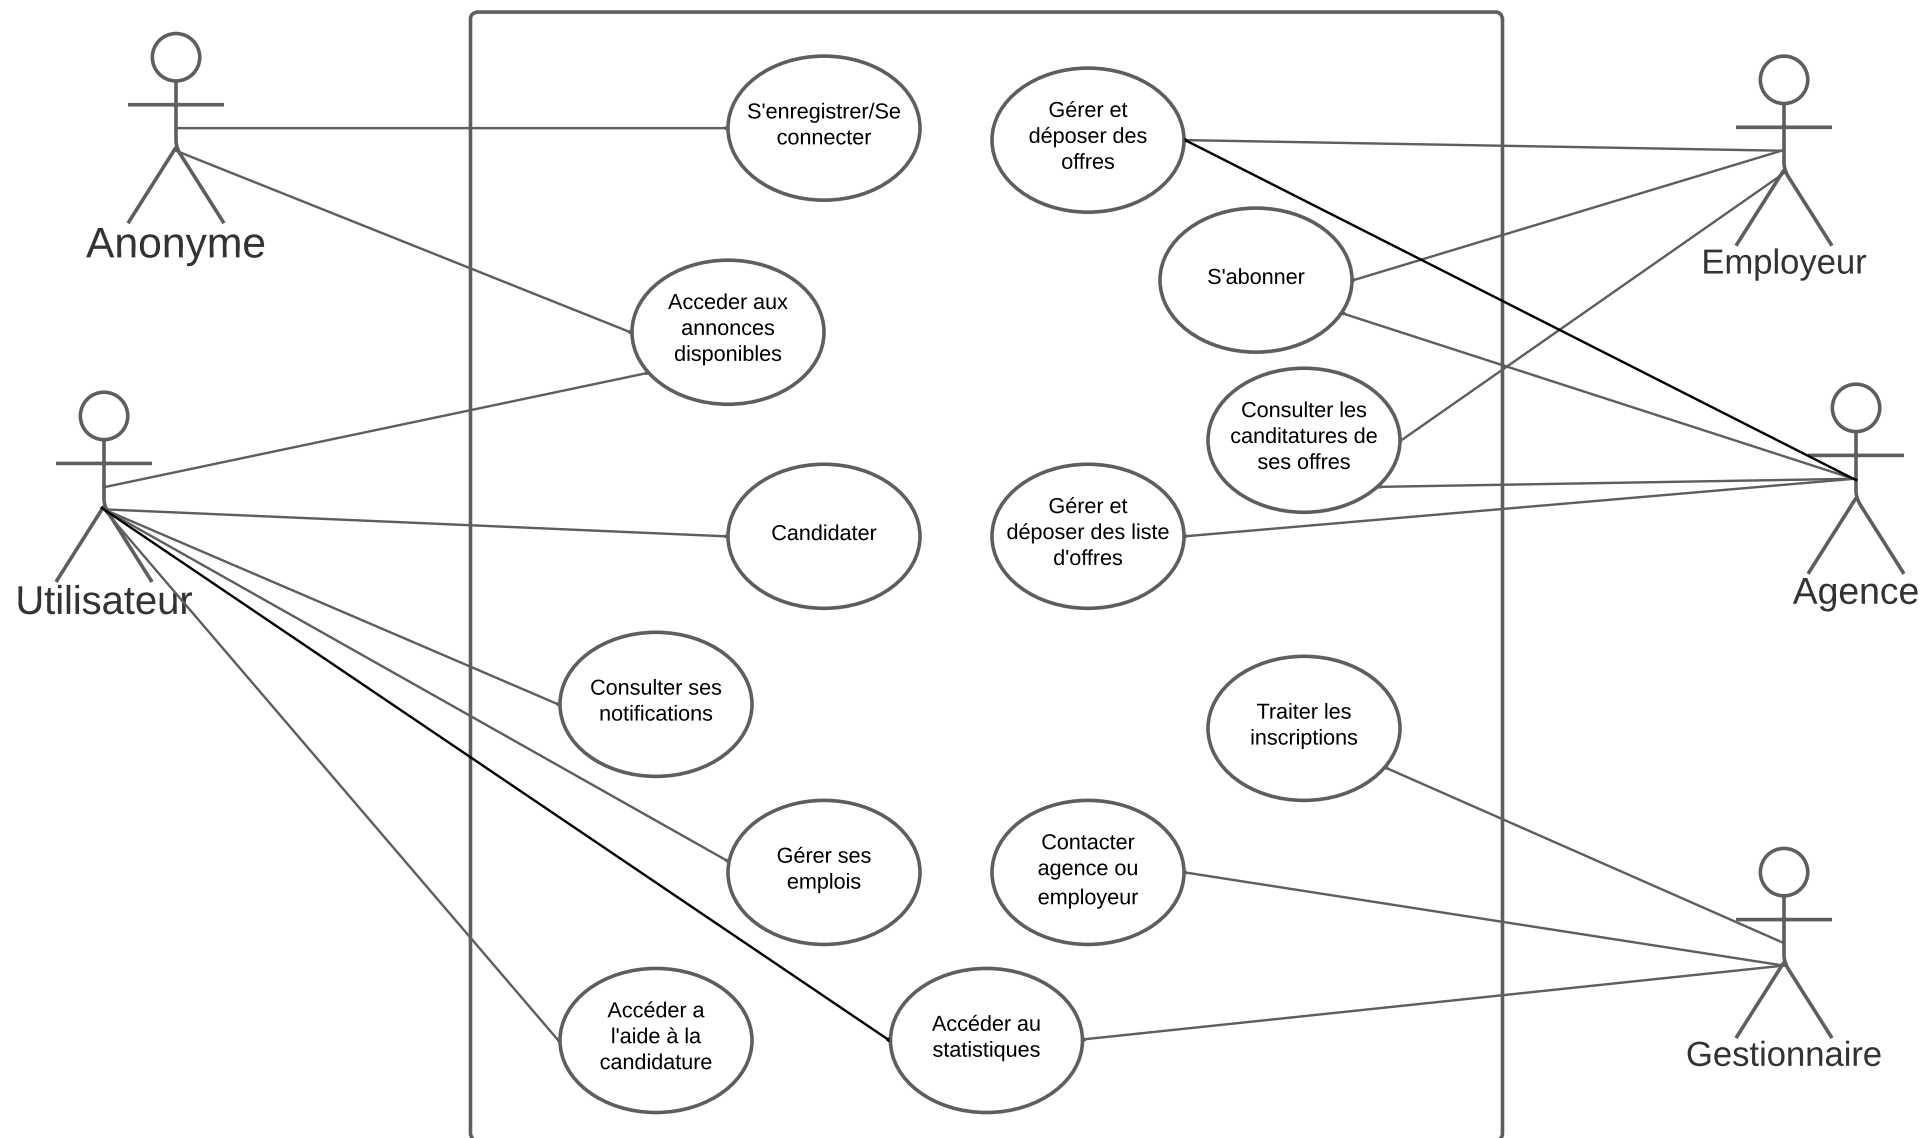 Anonyme
Utilisateur
S'enregistrer/Se
connecter
Acceder aux
annonces
disponibles
Candidater
Consulter ses
notifications
Gérer ses
emplois
Accéder a
l'aide à la
candidature
Accéder au
statistiques
Gérer et
déposer des
offres
S'abonner
Consulter les
canditatures de
ses offres
Gérer et
déposer des liste
d'offres
Traiter les
inscriptions
Contacter
agence ou
employeur
Employeur
Agence
Gestionnaire